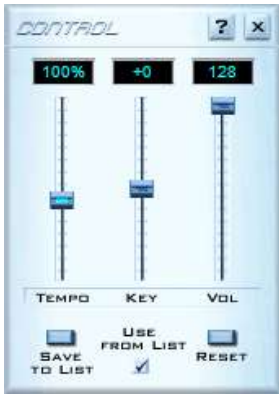 CONTROL ? x
100% +0 128
TEMPO KEY VOL
USE
FROM LIST
SAVE
TO LIST
RESET